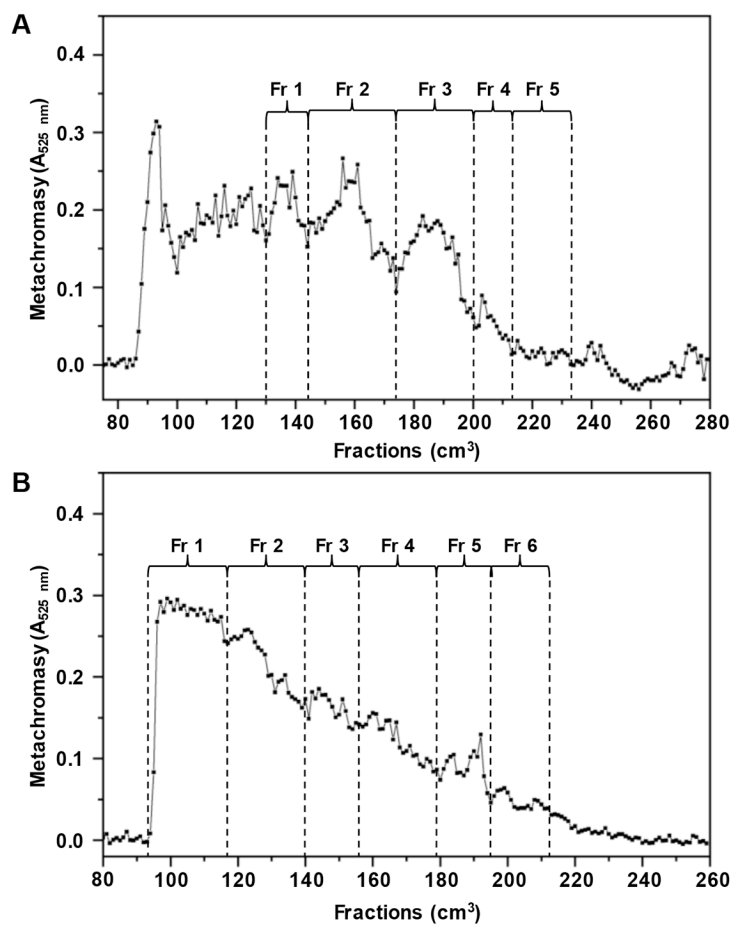 A
0.4
Fr 1 Fr 2 Fr 3 Fr 4 Fr 5
0.3
0.2
0.1
0.0
Metachromasy (A525 nm)
80 100 120 140 160 180 200 220 240 260 280
Fractions (cm³)
B
0.4
Fr 1 Fr 2 Fr 3 Fr 4 Fr 5 Fr 6
0.3
0.2
0.1
0.0
Metachromasy (A525 nm)
80 100 120 140 160 180 200 220 240 260
Fractions (cm³)